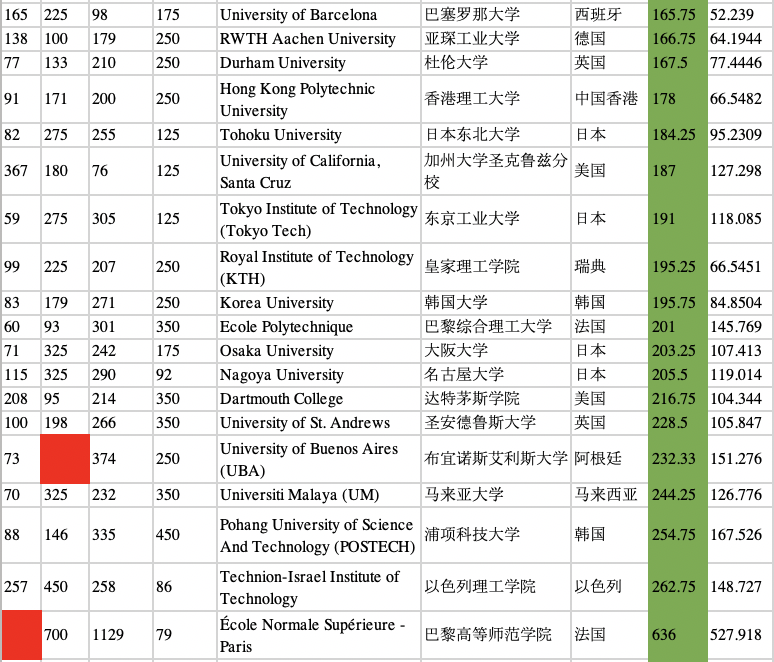 165 225 98 175 University of Barcelona 巴塞罗那大学 西班牙 165.75 52.239
138 100 179 250 RWTH Aachen University 亚琛工业大学 德国 166.75 64.1944
77 133 210 250 Durham University 杜伦大学 英国 167.5 77.4446
91 171 200 250 Hong Kong Polytechnic
University 香港理工大学 中国香港 178 66.5482
82 275 255 125 Tohoku University 日本东北大学 日本 184.25 95.2309
367 180 76 125 University of California,
Santa Cruz 加州大学圣克鲁兹分
校 美国 187 127.298
59 275 305 125 Tokyo Institute of Technology
(Tokyo Tech) 东京工业大学 日本 191 118.085
99 225 207 250 Royal Institute of Technology
(KTH) 皇家理工学院 瑞典 195.25 66.5451
83 179 271 250 Korea University 韩国大学 韩国 195.75 84.8504
60 93 301 350 Ecole Polytechnique 巴黎综合理工大学 法国 201 145.769
71 325 242 175 Osaka University 大阪大学 日本 203.25 107.413
115 325 290 92 Nagoya University 名古屋大学 日本 205.5 119.014
208 95 214 350 Dartmouth College 达特茅斯学院 美国 216.75 104.344
100 198 266 350 University of St. Andrews 圣安德鲁斯大学 英国 228.5 105.847
73 374 250 University of Buenos Aires
(UBA) 布宜诺斯艾利斯大学 阿根廷 232.33 151.276
70 325 232 350 Universiti Malaya (UM) 马来亚大学 马来西亚 244.25 126.776
88 146 335 450 Pohang University of Science
And Technology (POSTECH) 浦项科技大学 韩国 254.75 167.526
257 450 258 86 Technion-Israel Institute of
Technology 以色列理工学院 以色列 262.75 148.727
700 1129 79 École Normale Supérieure -
Paris 巴黎高等师范学院 法国 636 527.918